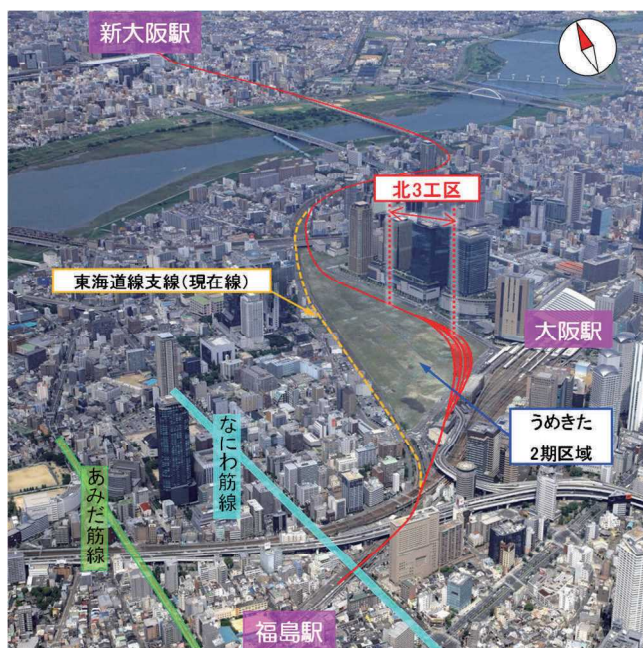 新大阪駅
北3工区
東海道線支線(現在線)
大阪駅
うめきた
2期区域
なにわ筋線
あみだ筋線
福島駅